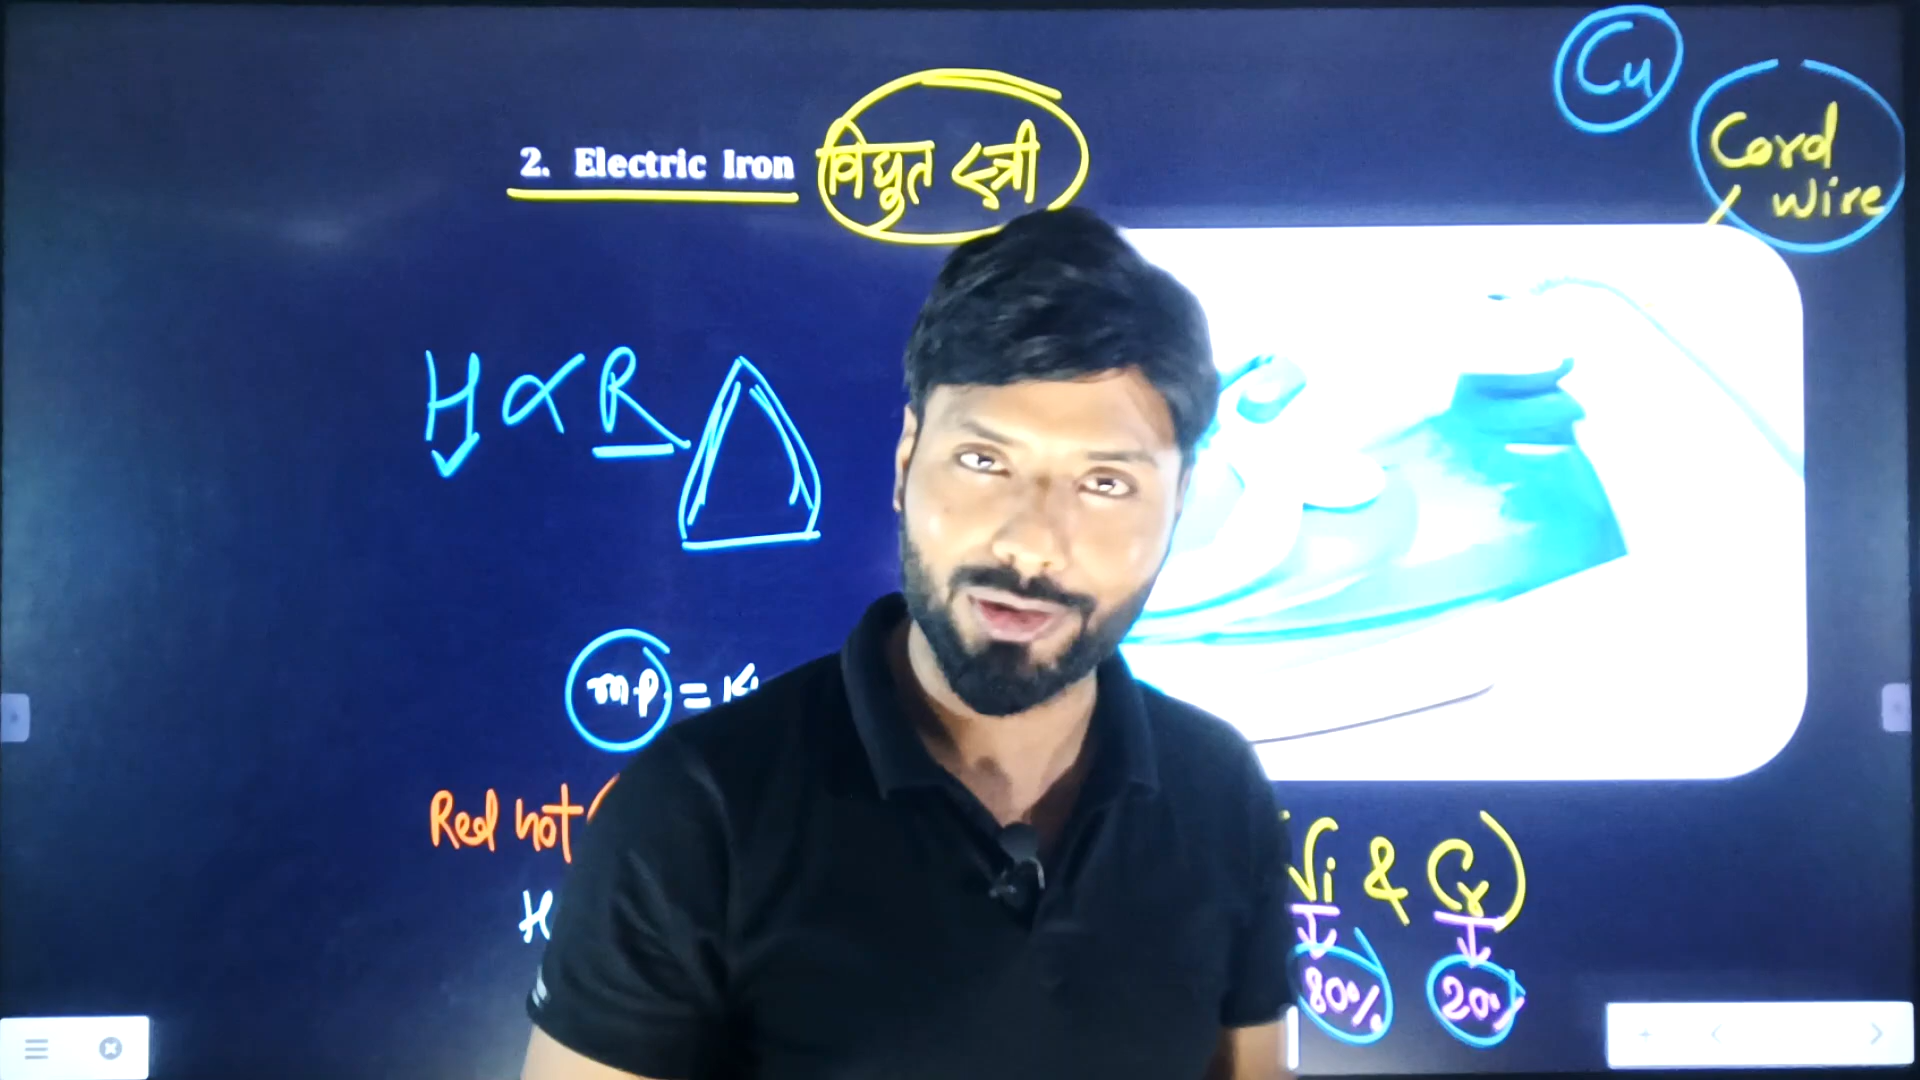 Cu
Cord
Wire
2. Electric Iron विद्युत स्त्री
H ∝ R
m.p. =
Red hot
H
Ni & Cr)
80% 20%